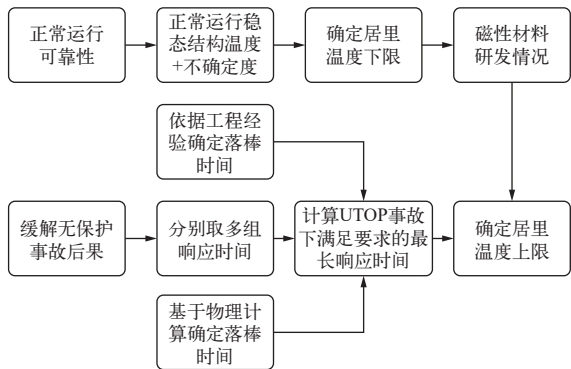 正常运行
可靠性
正常运行稳
态结构温度
+不确定度
确定居里
温度下限
磁性材料
研发情况
依据工程经
验确定落棒
时间
缓解无保护
事故后果
分别取多组
响应时间
计算UTOP事故
下满足要求的最
长响应时间
确定居里
温度上限
基于物理计
算确定落棒
时间